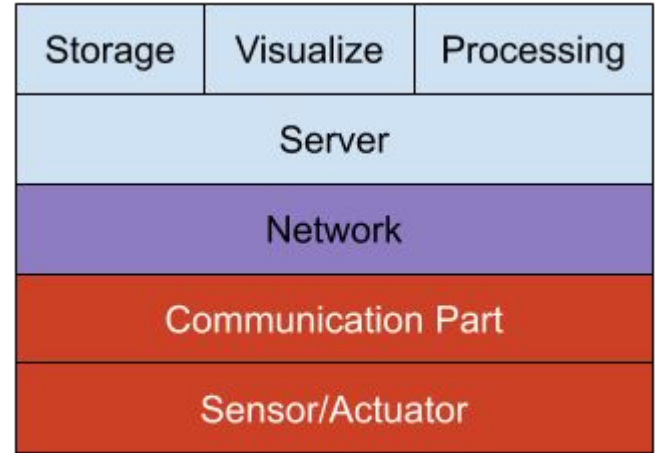 Storage Visualize Processing
Server
Network
Communication Part
Sensor/Actuator